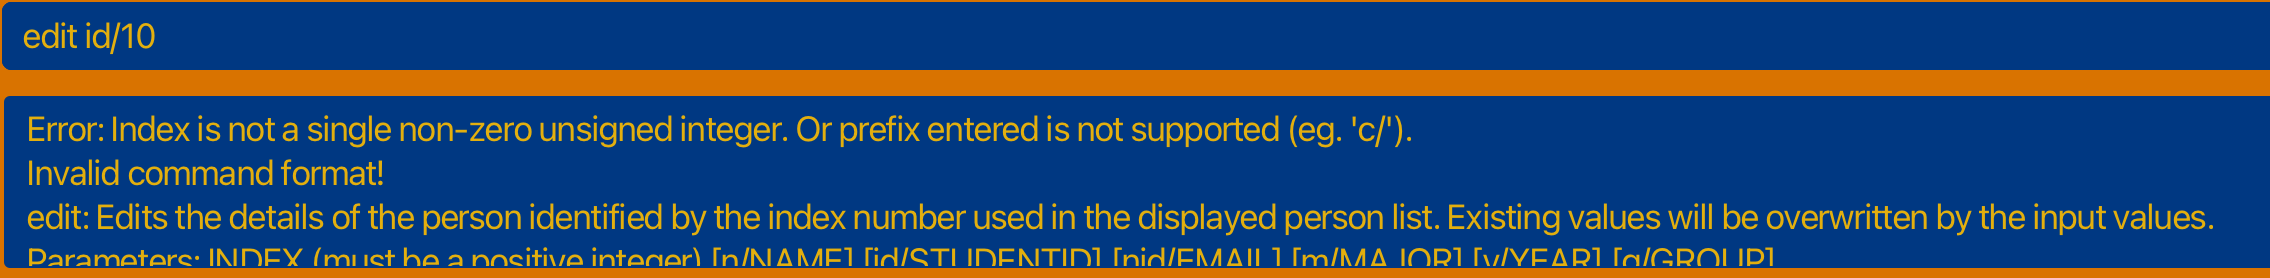 edit id/10
Error: Index is not a single non-zero unsigned integer. Or prefix entered is not supported (eg. 'c/').
Invalid command format!
edit: Edits the details of the person identified by the index number used in the displayed person list. Existing values will be overwritten by the input values.
Parameters: INDEX (must be a positive integer) [n/NAME] [id/STUDENTID] [nid/EMAIL] [m/MAJOR] [y/YEAR] [g/GROUP]